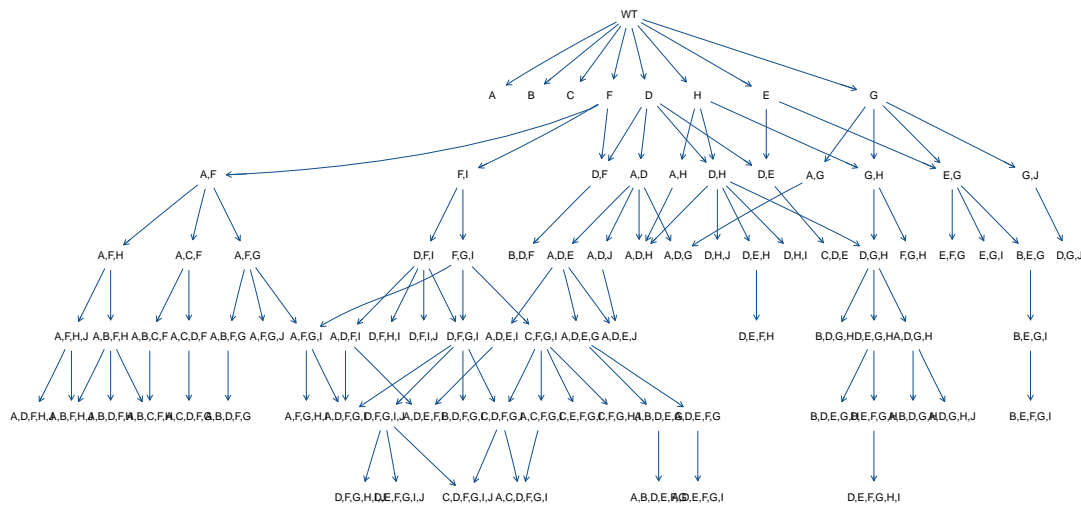 WT
A B C F D H E G
A,F F,I D,F A,D A,H D,H D,E A,G G,H E,G G,J
A,F,H A,C,F A,F,G D,F,I F,G,I B,D,F A,D,E A,D,J A,D,H A,D,G D,H,J D,E,H D,H,I C,D,E D,G,H F,G,H E,F,G E,G,I B,E,G D,G,J
A,F,H,J A,B,F,H A,B,C,F A,C,D,F A,B,F,G A,F,G,J A,F,G,I A,D,F,I D,F,H,I D,F,I,J D,F,G,I A,D,E,I C,F,G,I A,D,E,G A,D,E,J D,E,F,H B,D,G,H D,E,G,H A,D,G,H B,E,G,I
A,B,D,F,G B,E,F,G,I
C,D,F,G,I,J A,C,D,F,G,I D,E,F,G,H,I